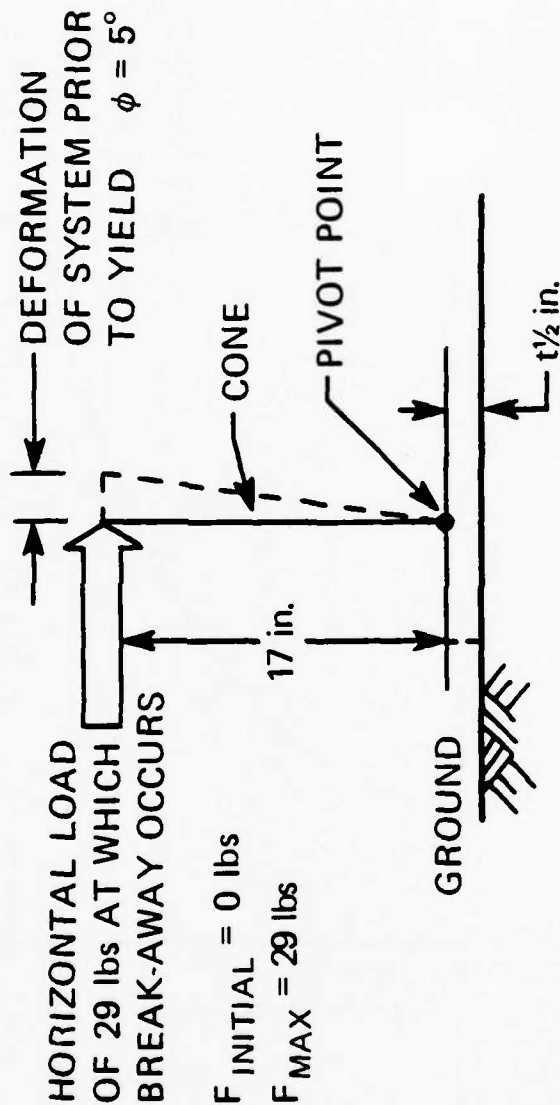 HORIZONTAL LOAD
OF 29 lbs AT WHICH
BREAK-AWAY OCCURS
F INITIAL = 0 lbs
F MAX = 29 lbs
DEFORMATION
OF SYSTEM PRIOR
TO YIELD ϕ = 5°
CONE
17 in.
PIVOT POINT
GROUND
t½ in.